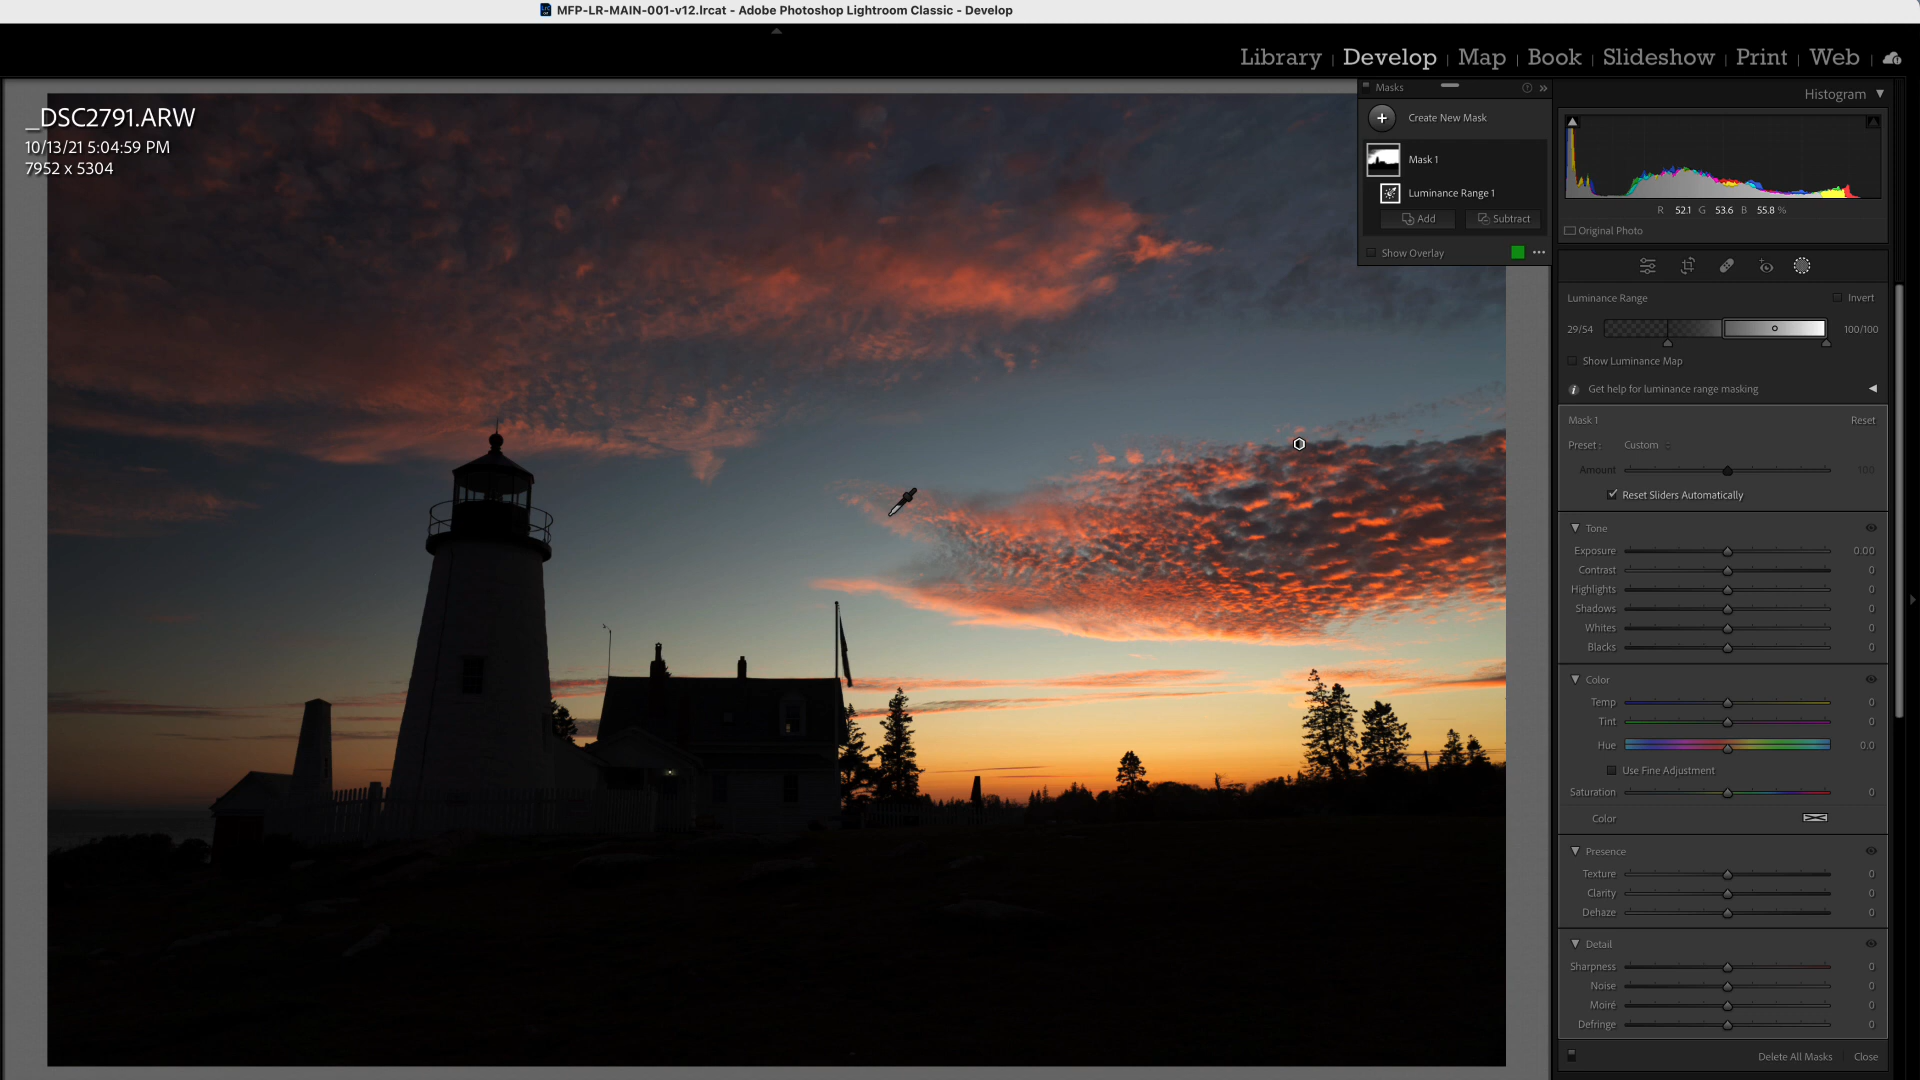 MFP-LR-MAIN-001-v12.lrcat - Adobe Photoshop Lightroom Classic - Develop
Library | Develop | Map | Book | Slideshow | Print | Web |
_DSC2791.ARW
10/13/21 5:04:59 PM
7952 x 5304
Masks
Create New Mask
Mask 1
Luminance Range 1
Add
Subtract
Show Overlay
Histogram
R 52.1 G 53.6 B 55.8 %
Original Photo
Luminance Range
Invert
29/54
100/100
Show Luminance Map
Get help for luminance range masking
Mask 1
Reset
Preset : Custom
Amount 100
Reset Sliders Automatically
Tone
Exposure 0.00
Contrast 0
Highlights 0
Shadows 0
Whites 0
Blacks 0
Color
Temp 0
Tint 0
Hue 0.0
Use Fine Adjustment
Saturation 0
Color
Presence
Texture 0
Clarity 0
Dehaze 0
Detail
Sharpness 0
Noise 0
Moiré 0
Defringe 0
Delete All Masks
Close